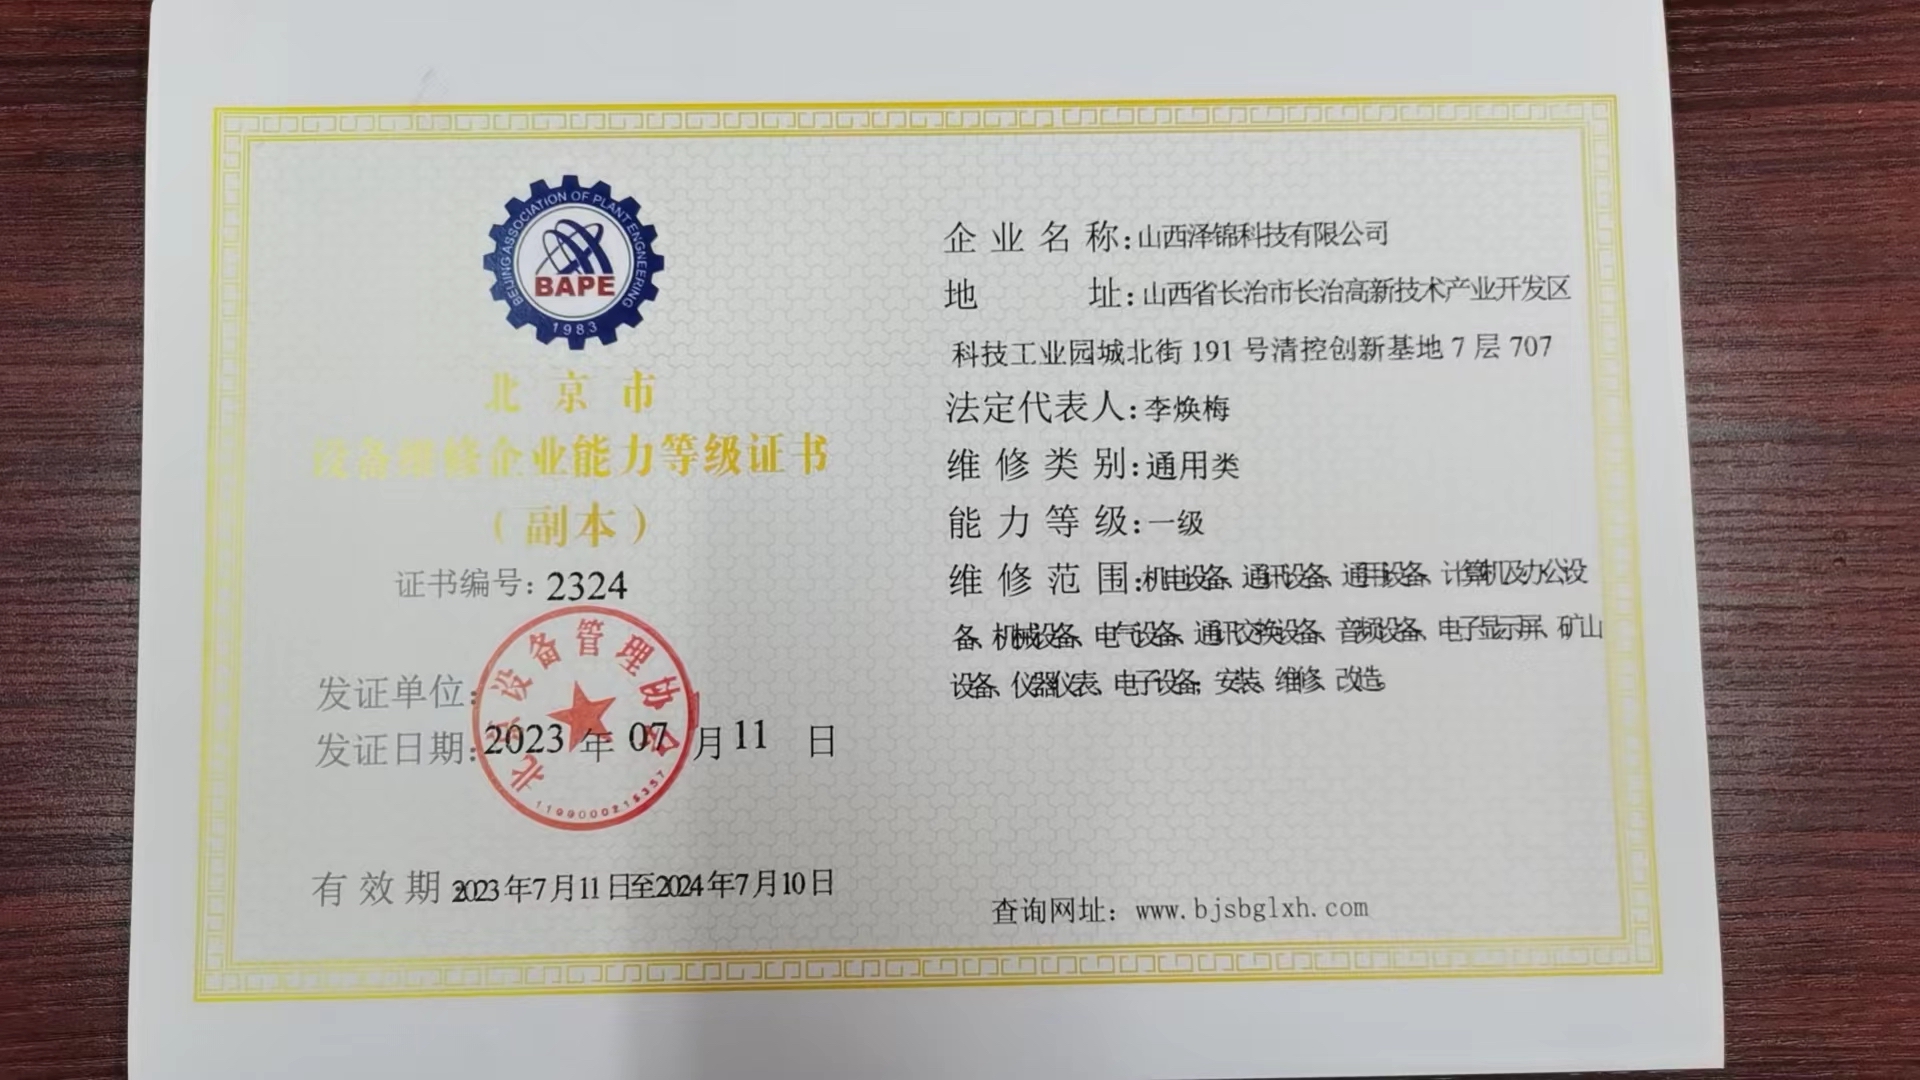 BEIJING ASSOCIATION OF PLANT ENGINEERING
BAPE
1983
北京市
设备维修企业能力等级证书
（副本）
证书编号: 2324
发证单位:
北京设备管理协会
发证日期: 2023 年 07 月 11 日
有效期 2023年7月11日至2024年7月10日
企业名称: 山西泽锦科技有限公司
地址: 山西省长治市长治高新技术产业开发区
科技工业园城北街 191 号清控创新基地 7 层 707
法定代表人: 李焕梅
维修类别: 通用类
能力等级: 一级
维修范围: 机电设备、通讯设备、通用设备、计算机及办公设
备、机械设备、电气设备、通讯交换设备、音频设备、电子显示屏、矿山
设备、仪器仪表、电子设备；安装、维修、改造
查询网址：www.bjsbglxh.com